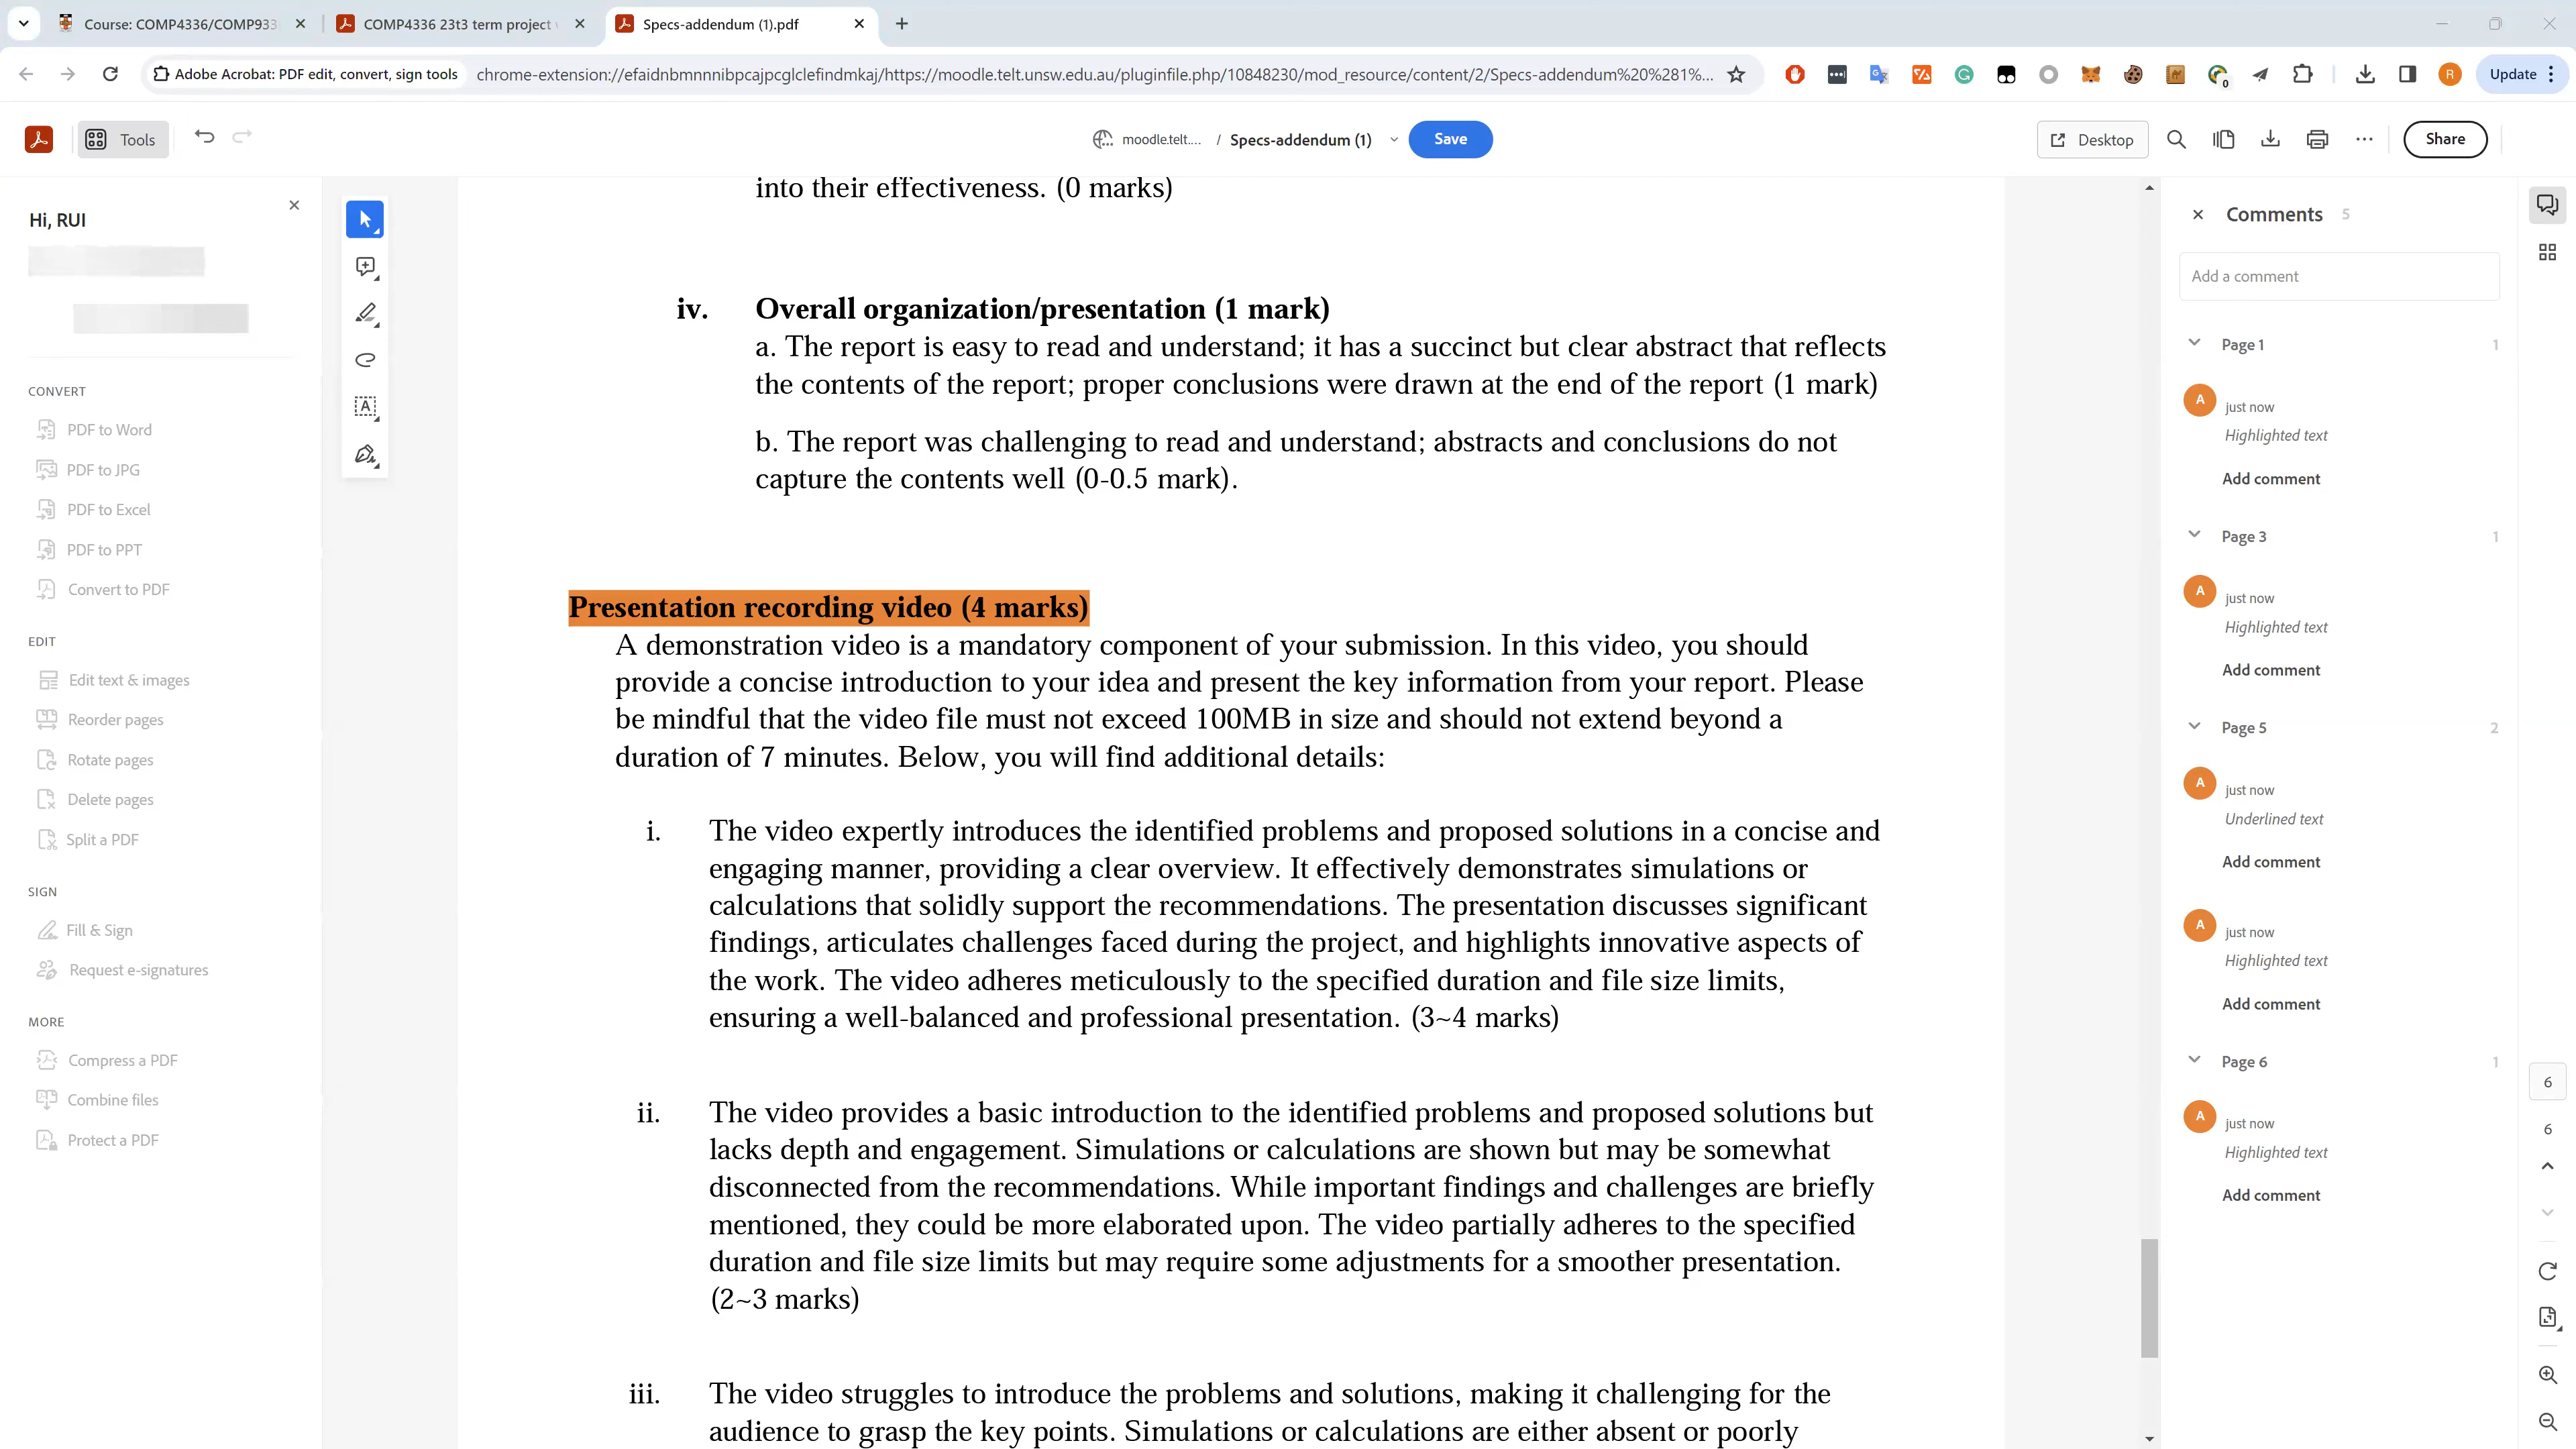 Course: COMP4336/COMP933
COMP4336 23t3 term project
Specs-addendum (1).pdf
Adobe Acrobat: PDF edit, convert, sign tools
chrome-extension://efaidnbmnnnibpcajpcglclefindmkaj/https://moodle.telt.unsw.edu.au/pluginfile.php/10848230/mod_resource/content/2/Specs-addendum%20%281%...
0
R
Update
Tools
moodle.telt.... / Specs-addendum (1)
Save
Desktop
Share
Hi, RUI
CONVERT
PDF to Word
PDF to JPG
PDF to Excel
PDF to PPT
Convert to PDF
EDIT
Edit text & images
Reorder pages
Rotate pages
Delete pages
Split a PDF
SIGN
Fill & Sign
Request e-signatures
MORE
Compress a PDF
Combine files
Protect a PDF
into their effectiveness. (0 marks)
iv. Overall organization/presentation (1 mark)
a. The report is easy to read and understand; it has a succinct but clear abstract that reflects
the contents of the report; proper conclusions were drawn at the end of the report (1 mark)
b. The report was challenging to read and understand; abstracts and conclusions do not
capture the contents well (0-0.5 mark).
Presentation recording video (4 marks)
A demonstration video is a mandatory component of your submission. In this video, you should
provide a concise introduction to your idea and present the key information from your report. Please
be mindful that the video file must not exceed 100MB in size and should not extend beyond a
duration of 7 minutes. Below, you will find additional details:
i. The video expertly introduces the identified problems and proposed solutions in a concise and
engaging manner, providing a clear overview. It effectively demonstrates simulations or
calculations that solidly support the recommendations. The presentation discusses significant
findings, articulates challenges faced during the project, and highlights innovative aspects of
the work. The video adheres meticulously to the specified duration and file size limits,
ensuring a well-balanced and professional presentation. (3~4 marks)
ii. The video provides a basic introduction to the identified problems and proposed solutions but
lacks depth and engagement. Simulations or calculations are shown but may be somewhat
disconnected from the recommendations. While important findings and challenges are briefly
mentioned, they could be more elaborated upon. The video partially adheres to the specified
duration and file size limits but may require some adjustments for a smoother presentation.
(2~3 marks)
iii. The video struggles to introduce the problems and solutions, making it challenging for the
audience to grasp the key points. Simulations or calculations are either absent or poorly
Comments 5
Add a comment
Page 1 1
A just now
Highlighted text
Add comment
Page 3 1
A just now
Highlighted text
Add comment
Page 5 2
A just now
Underlined text
Add comment
A just now
Highlighted text
Add comment
Page 6 1
A just now
Highlighted text
Add comment
6
6